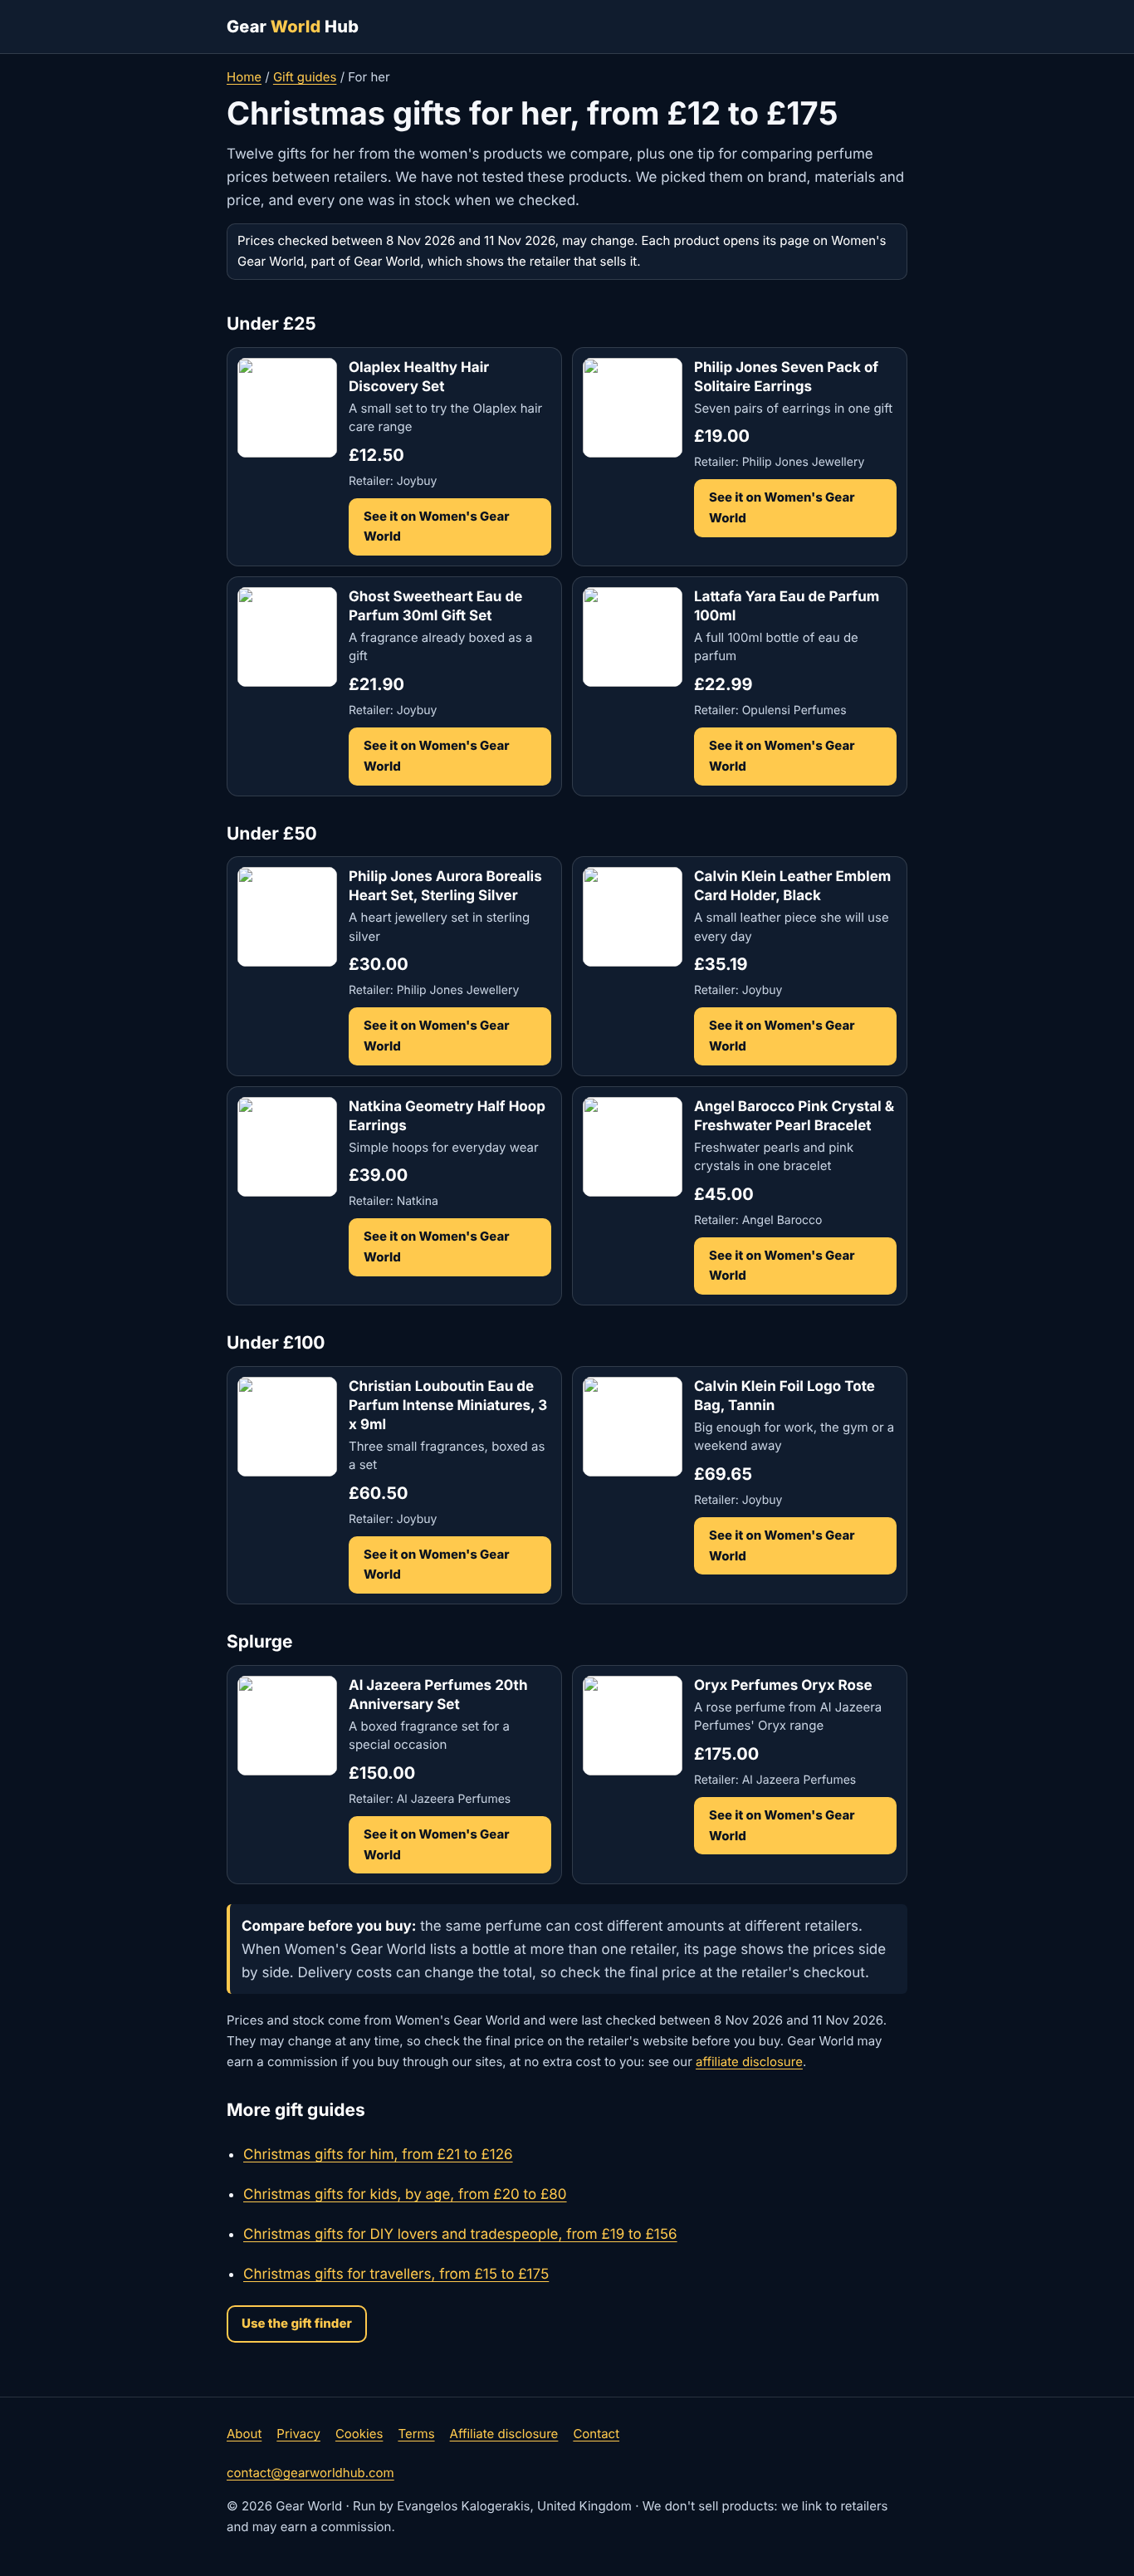 Gear World Hub
Home / Gift guides / For her
Christmas gifts for her, from £12 to £175
Twelve gifts for her from the women's products we compare, plus one tip for comparing perfume
prices between retailers. We have not tested these products. We picked them on brand, materials and
price, and every one was in stock when we checked.
Prices checked between 8 Nov 2026 and 11 Nov 2026, may change. Each product opens its page on Women's
Gear World, part of Gear World, which shows the retailer that sells it.
Under £25
Olaplex Healthy Hair
Discovery Set
A small set to try the Olaplex hair
care range
£12.50
Retailer: Joybuy
See it on Women's Gear
World
Philip Jones Seven Pack of
Solitaire Earrings
Seven pairs of earrings in one gift
£19.00
Retailer: Philip Jones Jewellery
See it on Women's Gear
World
Ghost Sweetheart Eau de
Parfum 30ml Gift Set
A fragrance already boxed as a
gift
£21.90
Retailer: Joybuy
See it on Women's Gear
World
Lattafa Yara Eau de Parfum
100ml
A full 100ml bottle of eau de
parfum
£22.99
Retailer: Opulensi Perfumes
See it on Women's Gear
World
Under £50
Philip Jones Aurora Borealis
Heart Set, Sterling Silver
A heart jewellery set in sterling
silver
£30.00
Retailer: Philip Jones Jewellery
See it on Women's Gear
World
Calvin Klein Leather Emblem
Card Holder, Black
A small leather piece she will use
every day
£35.19
Retailer: Joybuy
See it on Women's Gear
World
Natkina Geometry Half Hoop
Earrings
Simple hoops for everyday wear
£39.00
Retailer: Natkina
See it on Women's Gear
World
Angel Barocco Pink Crystal &
Freshwater Pearl Bracelet
Freshwater pearls and pink
crystals in one bracelet
£45.00
Retailer: Angel Barocco
See it on Women's Gear
World
Under £100
Christian Louboutin Eau de
Parfum Intense Miniatures, 3
x 9ml
Three small fragrances, boxed as
a set
£60.50
Retailer: Joybuy
See it on Women's Gear
World
Calvin Klein Foil Logo Tote
Bag, Tannin
Big enough for work, the gym or a
weekend away
£69.65
Retailer: Joybuy
See it on Women's Gear
World
Splurge
Al Jazeera Perfumes 20th
Anniversary Set
A boxed fragrance set for a
special occasion
£150.00
Retailer: Al Jazeera Perfumes
See it on Women's Gear
World
Oryx Perfumes Oryx Rose
A rose perfume from Al Jazeera
Perfumes' Oryx range
£175.00
Retailer: Al Jazeera Perfumes
See it on Women's Gear
World
Compare before you buy: the same perfume can cost different amounts at different retailers.
When Women's Gear World lists a bottle at more than one retailer, its page shows the prices side
by side. Delivery costs can change the total, so check the final price at the retailer's checkout.
Prices and stock come from Women's Gear World and were last checked between 8 Nov 2026 and 11 Nov 2026.
They may change at any time, so check the final price on the retailer's website before you buy. Gear World may
earn a commission if you buy through our sites, at no extra cost to you: see our affiliate disclosure.
More gift guides
• Christmas gifts for him, from £21 to £126
• Christmas gifts for kids, by age, from £20 to £80
• Christmas gifts for DIY lovers and tradespeople, from £19 to £156
• Christmas gifts for travellers, from £15 to £175
Use the gift finder
About Privacy Cookies Terms Affiliate disclosure Contact
contact@gearworldhub.com
© 2026 Gear World · Run by Evangelos Kalogerakis, United Kingdom · We don't sell products: we link to retailers
and may earn a commission.